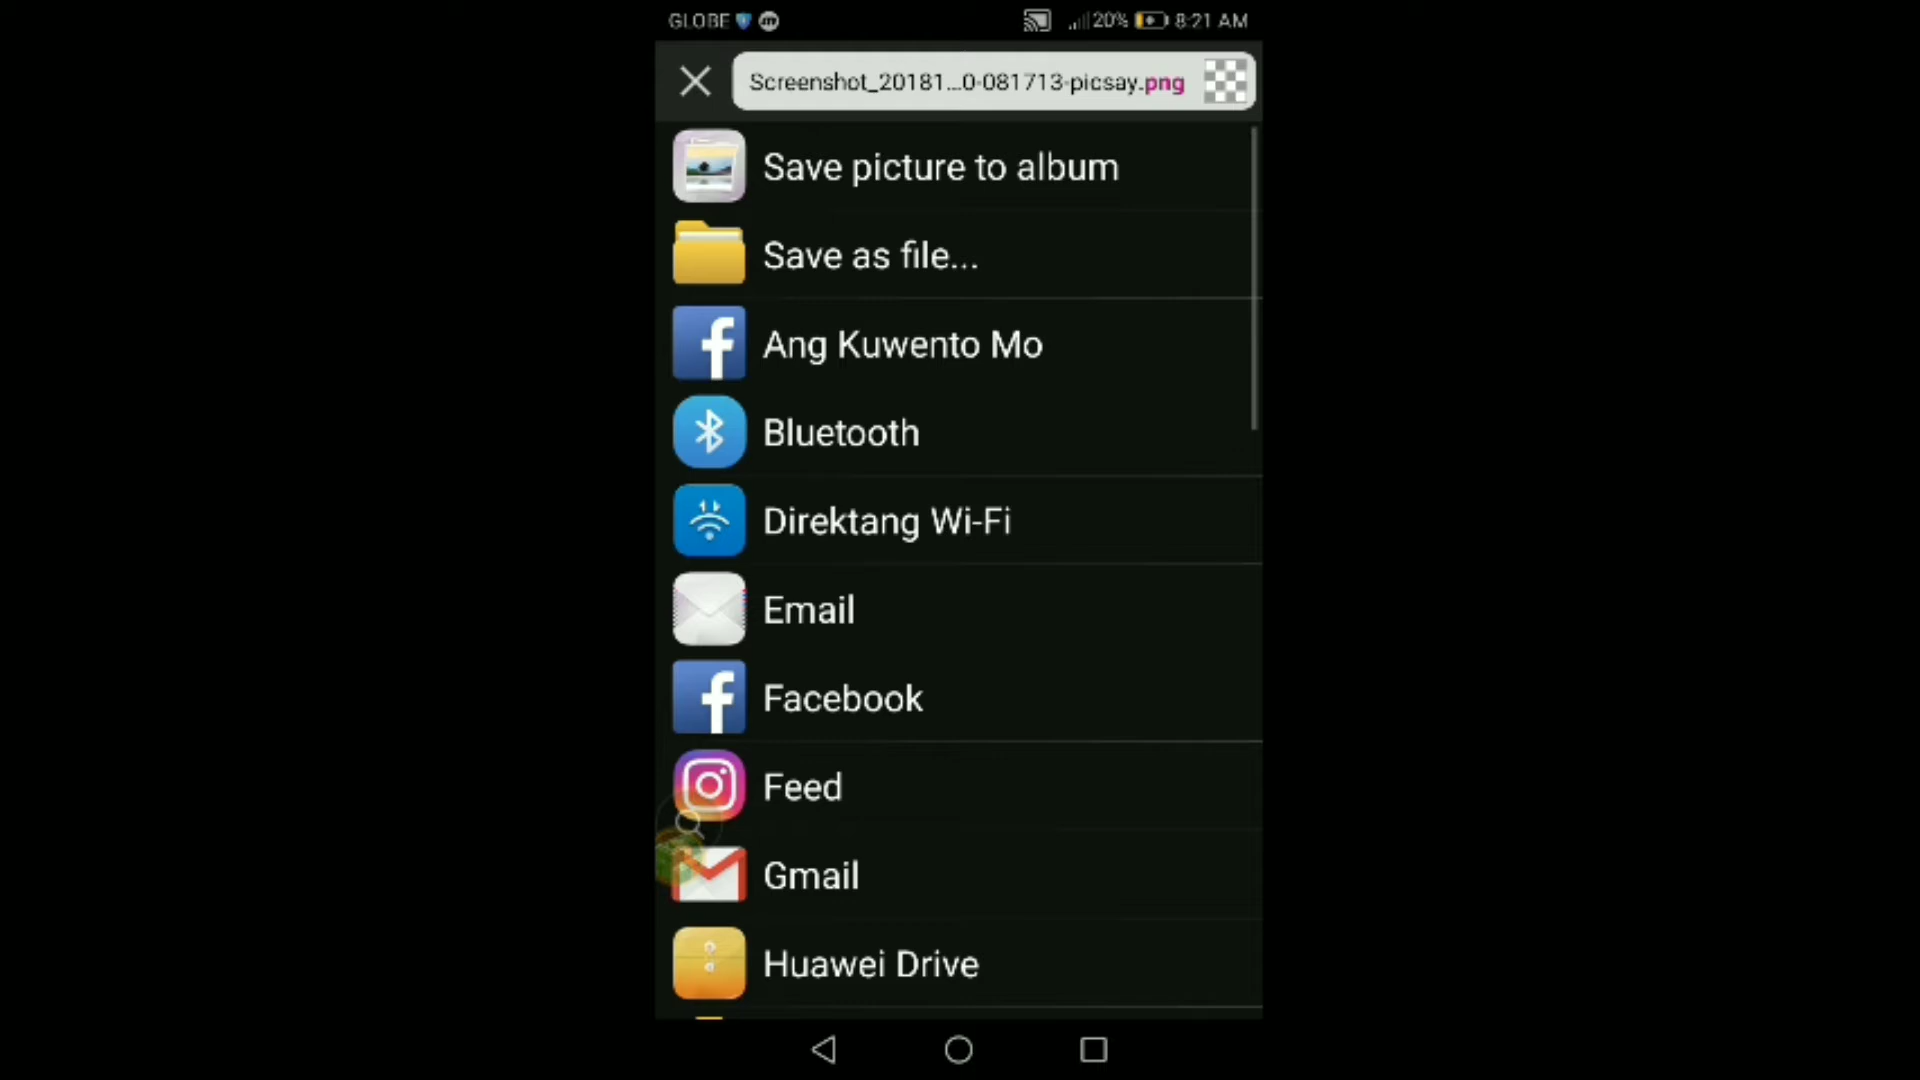 GLOBE 20% 8:21 AM
Screenshot_20181...0-081713-picsay.png
Save picture to album
Save as file...
Ang Kuwento Mo
Bluetooth
Direktang Wi-Fi
Email
Facebook
Feed
Gmail
Huawei Drive